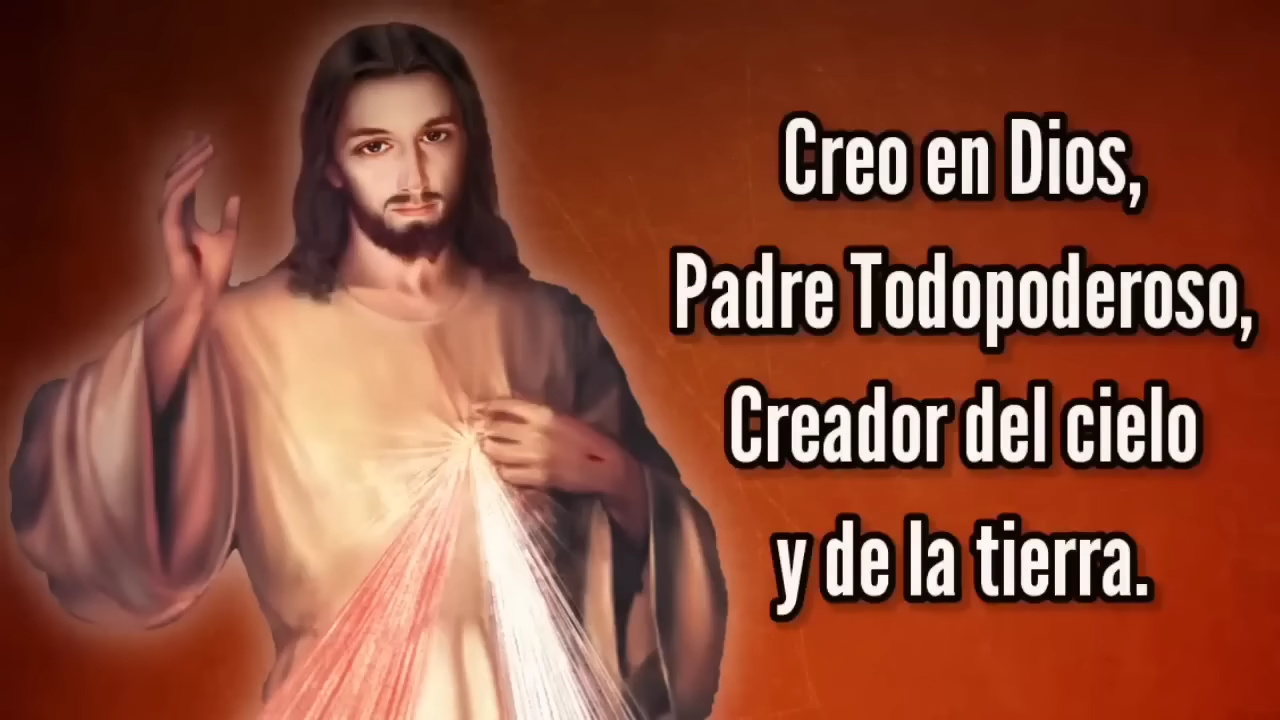 Creo en Dios,
Padre Todopoderoso,
Creador del cielo
y de la tierra.